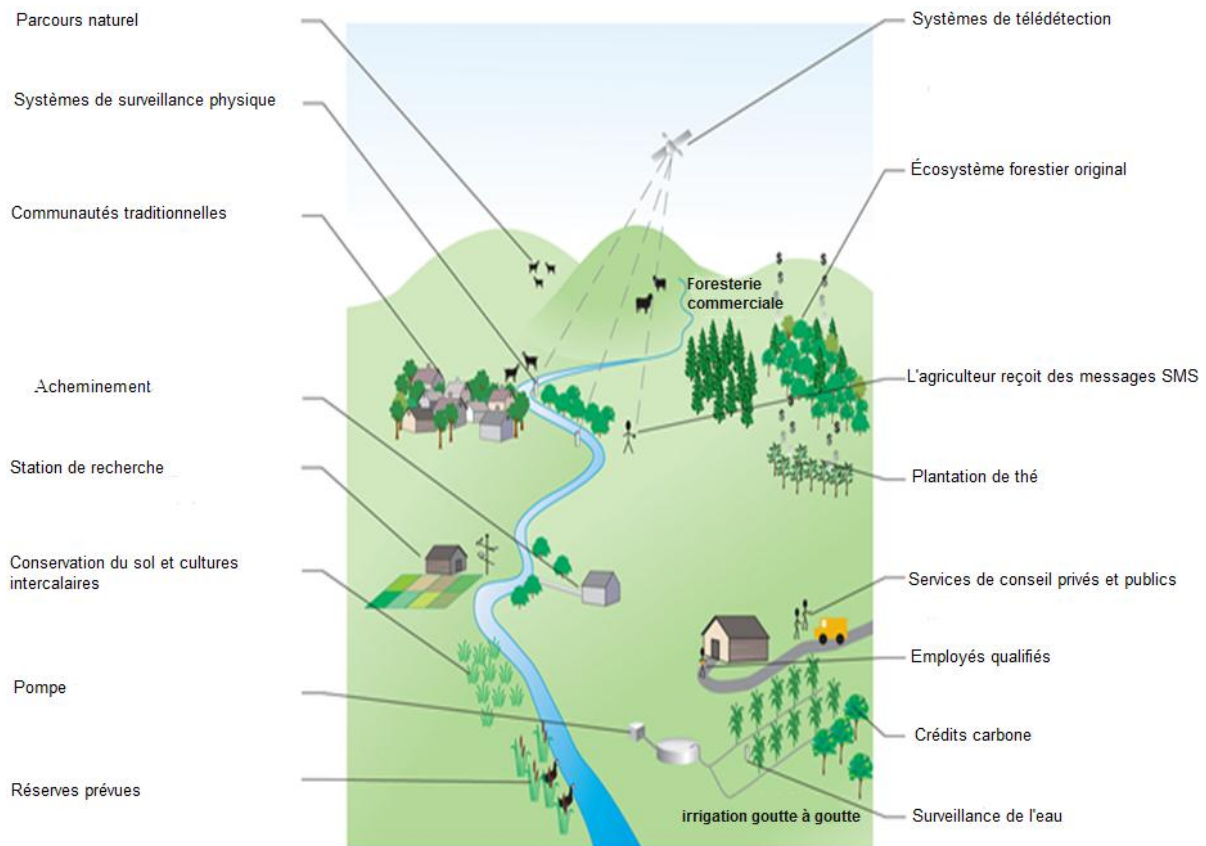 Parcours naturel
Systèmes de télédétection
Systèmes de surveillance physique
Écosystème forestier original
Communautés traditionnelles
Foresterie
commerciale
Acheminement
L'agriculteur reçoit des messages SMS
Station de recherche
Plantation de thé
Conservation du sol et cultures
intercalaires
Services de conseil privés et publics
Employés qualifiés
Pompe
Crédits carbone
Réserves prévues
irrigation goutte à goutte
Surveillance de l'eau
$
$
$
$
$
$
$
$